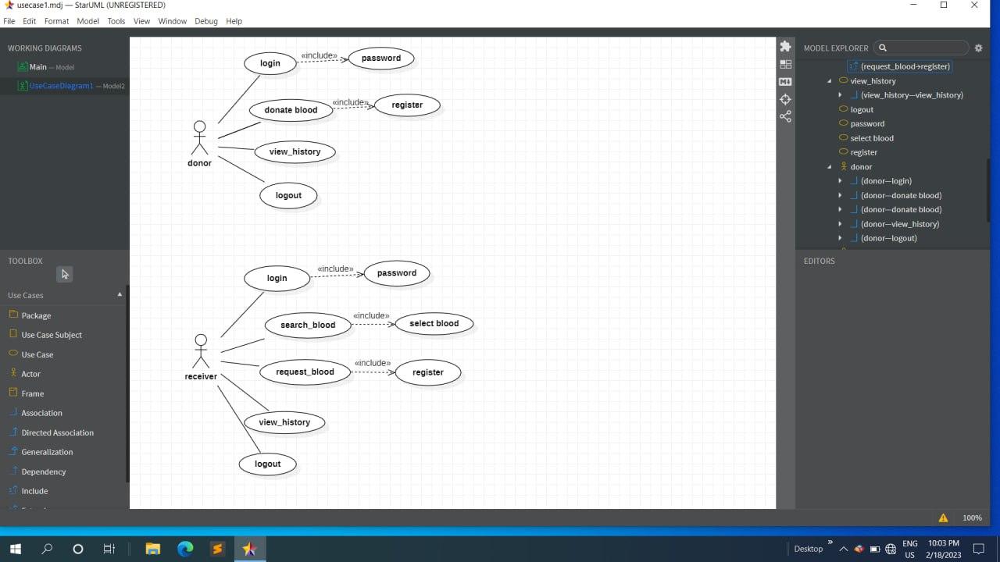 usecase1.mdj — StarUML (UNREGISTERED)
File Edit Format Model Tools View Window Debug Help
WORKING DIAGRAMS
Main — Model
UseCaseDiagram1 — Model2
TOOLBOX
Use Cases
Package
Use Case Subject
Use Case
Actor
Frame
Association
Directed Association
Generalization
Dependency
Include
login
«include»
password
donate blood
«include»
register
view_history
donor
logout
login
«include»
password
search_blood
«include»
select blood
request_blood
«include»
register
receiver
view_history
logout
MODEL EXPLORER
(request_blood→register)
view_history
(view_history—view_history)
logout
password
select blood
register
donor
(donor—login)
(donor—donate blood)
(donor—donate blood)
(donor—view_history)
(donor—logout)
EDITORS
100%
Desktop
ENG
US
10:03 PM
2/18/2023